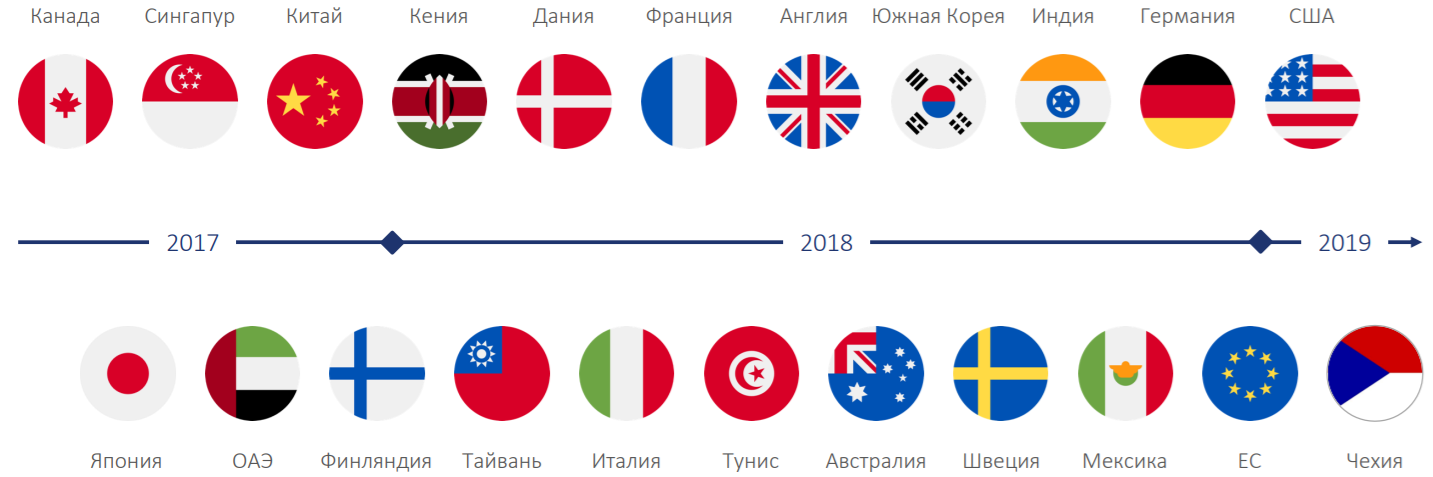 Канада Сингапур Китай Кения Дания Франция Англия Южная Корея Индия Германия США
2017 2018 2019
Япония ОАЭ Финляндия Тайвань Италия Тунис Австралия Швеция Мексика ЕС Чехия